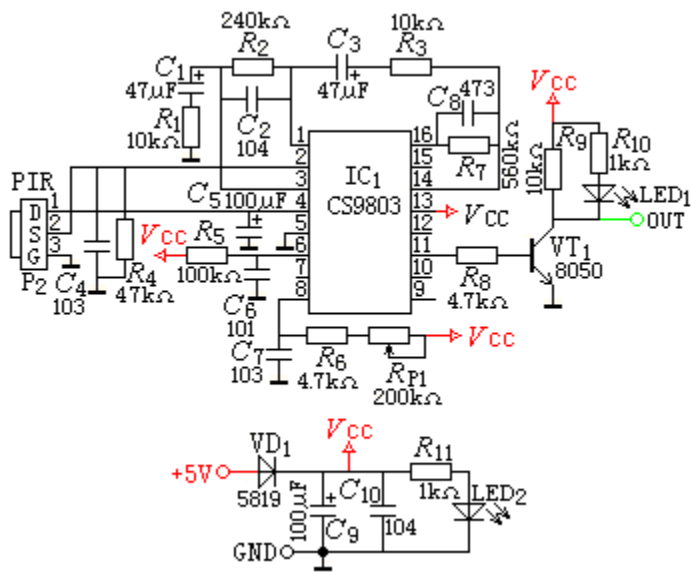 240kΩ
R2
C3
10kΩ
R3
C1
47μF
47μF
C8 473
VCC
R1
10kΩ
C2
104
R7
560kΩ
R9
10kΩ
R10
1kΩ
LED1
OUT
1
2
3
4
5
6
7
8
IC1
CS9803
16
15
14
13
12
11
10
9
VCC
PIR
1
2
3
D
S
G
P2
C5 100μF
VCC
R5
100kΩ
C4
103
R4
47kΩ
C6
101
R8
4.7kΩ
VT1
8050
C7
103
R6
4.7kΩ
RP1
200kΩ
VCC
VD1
VCC
+5V
5819
100μF
C9
C10
104
R11
1kΩ
LED2
GND